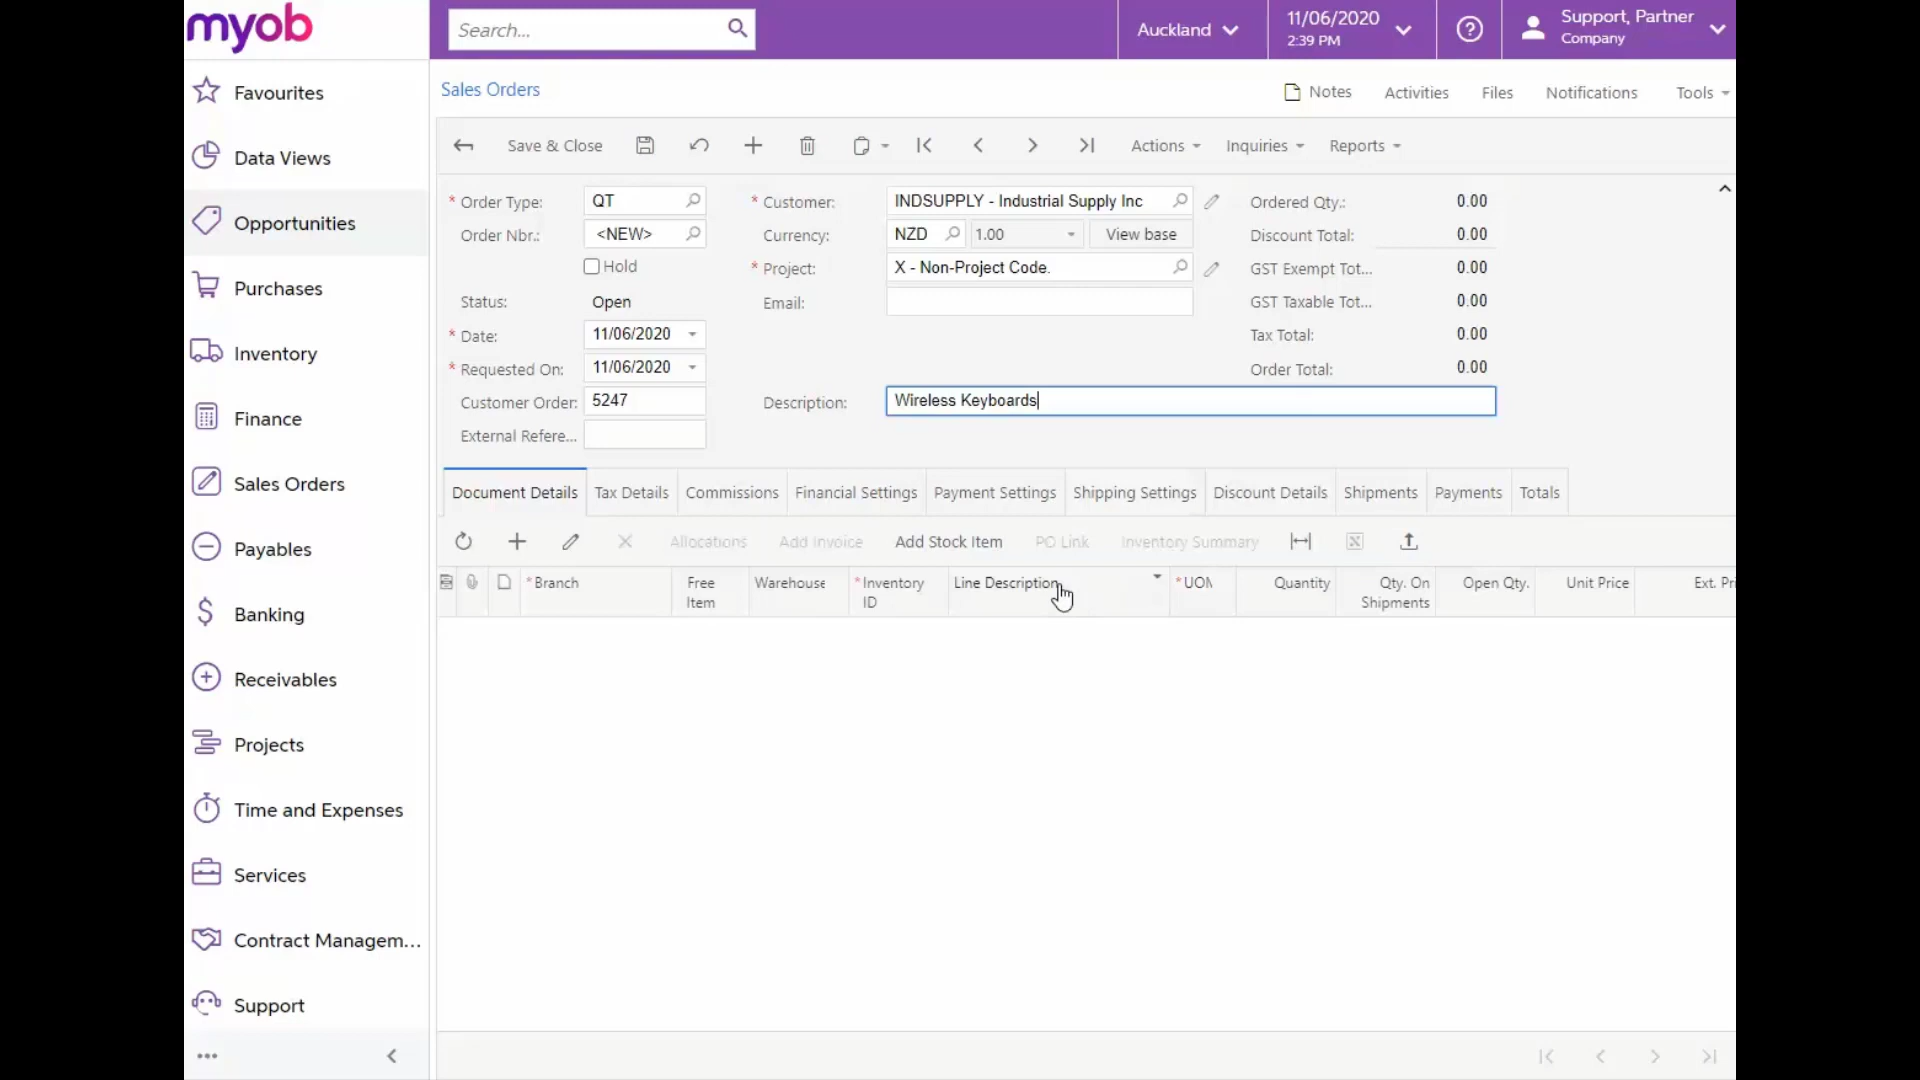 myob
Search...
Auckland
11/06/2020
2:39 PM
Support, Partner
Company
Favourites
Data Views
Opportunities
Purchases
Inventory
Finance
Sales Orders
Payables
Banking
Receivables
Projects
Time and Expenses
Services
Contract Managem...
Support
Sales Orders
Notes Activities Files Notifications Tools
Save & Close Actions Inquiries Reports
* Order Type: QT
Order Nbr.: <NEW>
Hold
Status: Open
* Date: 11/06/2020
* Requested On: 11/06/2020
Customer Order: 5247
External Refere...
* Customer: INDSUPPLY - Industrial Supply Inc
Currency: NZD 1.00 View base
* Project: X - Non-Project Code.
Email:
Description: Wireless Keyboards
Ordered Qty.: 0.00
Discount Total: 0.00
GST Exempt Tot... 0.00
GST Taxable Tot... 0.00
Tax Total: 0.00
Order Total: 0.00
Document Details Tax Details Commissions Financial Settings Payment Settings Shipping Settings Discount Details Shipments Payments Totals
Allocations Add Invoice Add Stock Item PO Link Inventory Summary
* Branch
Free
Item
Warehouse
* Inventory
ID
Line Description
* UOM
Quantity
Qty. On
Shipments
Open Qty.
Unit Price
Ext. Pri